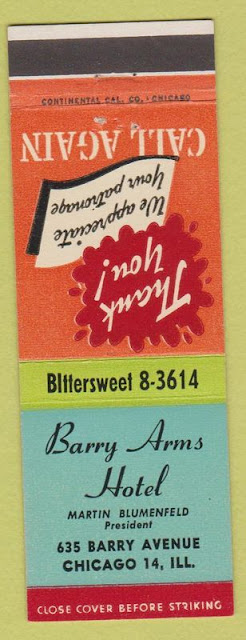 CONTINENTAL CAL. CO. • CHICAGO
CALL AGAIN
We appreciate
Your patronage
Thank
You!
BIttersweet 8-3614
Barry Arms
Hotel
MARTIN BLUMENFELD
President
635 BARRY AVENUE
CHICAGO 14, ILL.
CLOSE COVER BEFORE STRIKING